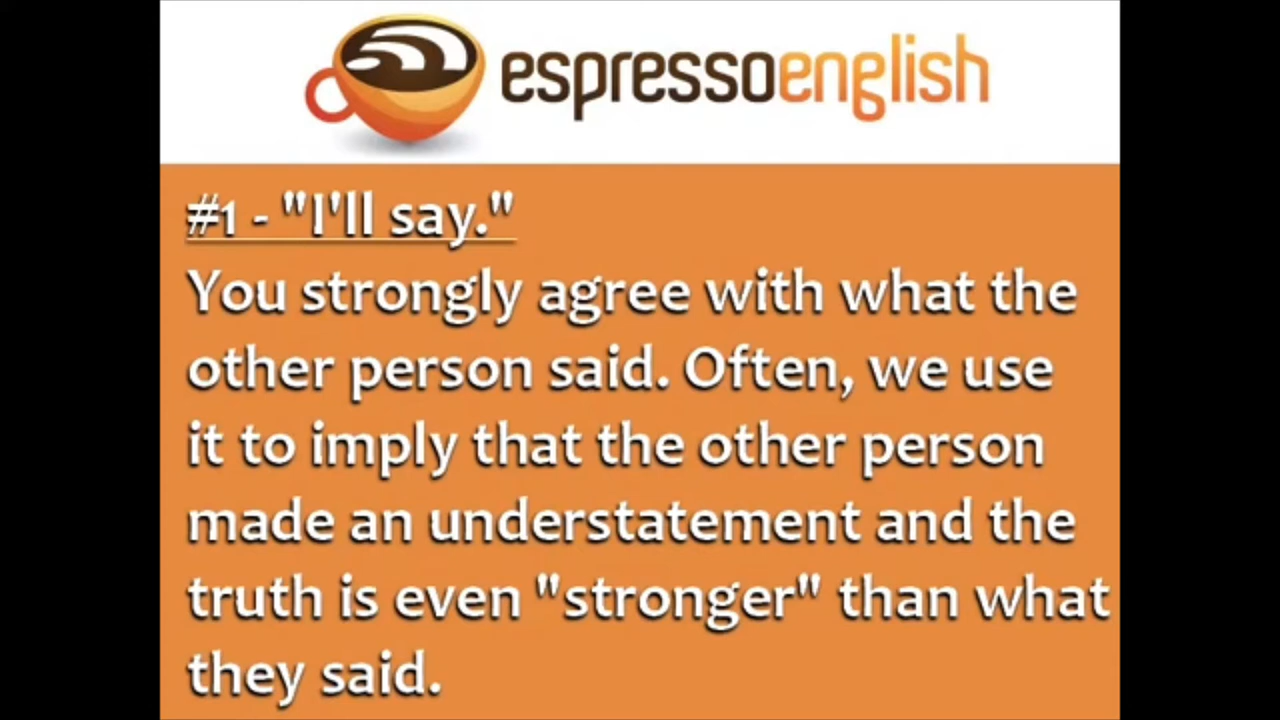 espressoenglish
#1 - "I'll say."
You strongly agree with what the
other person said. Often, we use
it to imply that the other person
made an understatement and the
truth is even "stronger" than what
they said.